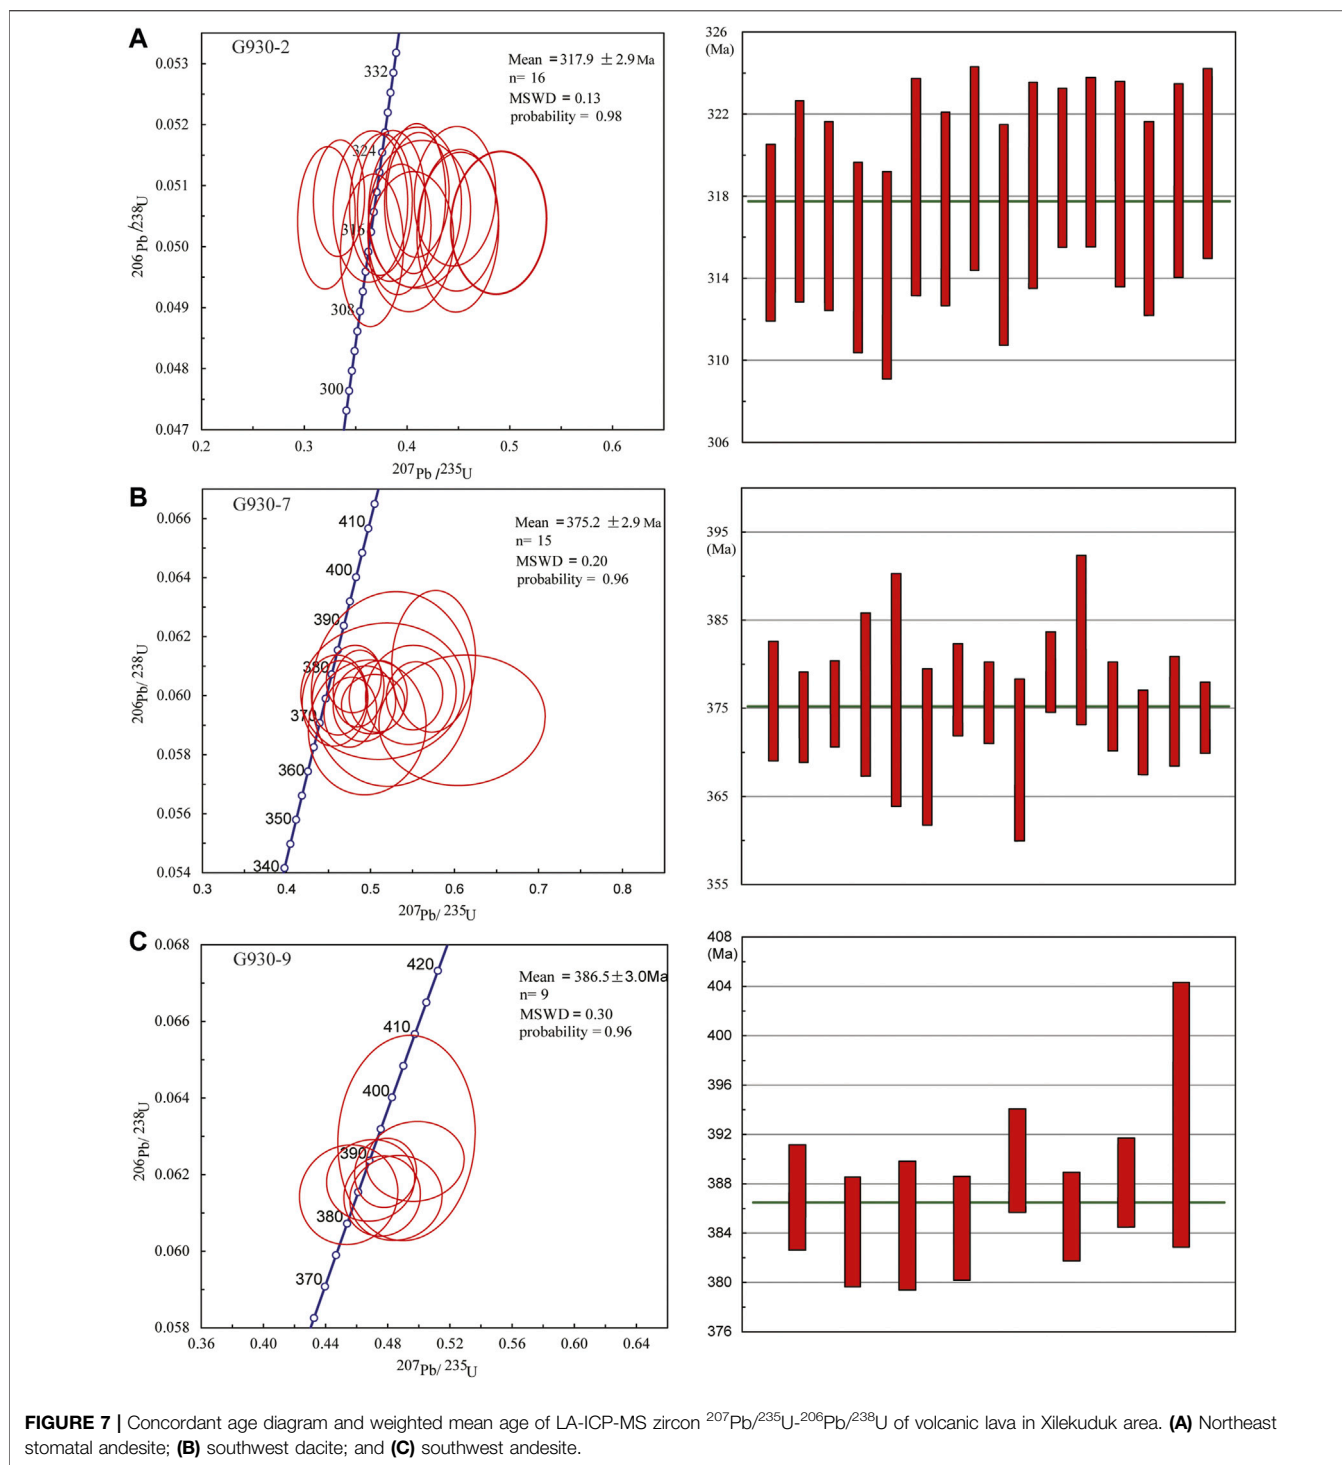 A
G930-2
Mean = 317.9 ± 2.9 Ma
n= 16
MSWD = 0.13
probability = 0.98
0.053
0.052
0.051
0.050
0.049
0.048
0.047
332
324
316
308
300
0.2
0.3
0.4
0.5
0.6
206 Pb /238U
207Pb /235U
326
(Ma)
322
318
314
310
306
B
G930-7
Mean = 375.2 ± 2.9 Ma
n= 15
MSWD = 0.20
probability = 0.96
0.066
0.064
0.062
0.060
0.058
0.056
0.054
410
400
390
380
370
360
350
340
0.3
0.4
0.5
0.6
0.7
0.8
206Pb/ 238U
207Pb/ 235U
395
(Ma)
385
375
365
355
C
G930-9
Mean = 386.5±3.0Ma
n= 9
MSWD = 0.30
probability = 0.96
0.068
0.066
0.064
0.062
0.060
0.058
420
410
400
390
380
370
0.36
0.40
0.44
0.48
0.52
0.56
0.60
0.64
206Pb/ 238U
207Pb/ 235U
408
(Ma)
404
400
396
392
388
384
380
376
FIGURE 7 | Concordant age diagram and weighted mean age of LA-ICP-MS zircon 207Pb/235U-206Pb/238U of volcanic lava in Xilekuduk area. (A) Northeast
stomatal andesite; (B) southwest dacite; and (C) southwest andesite.